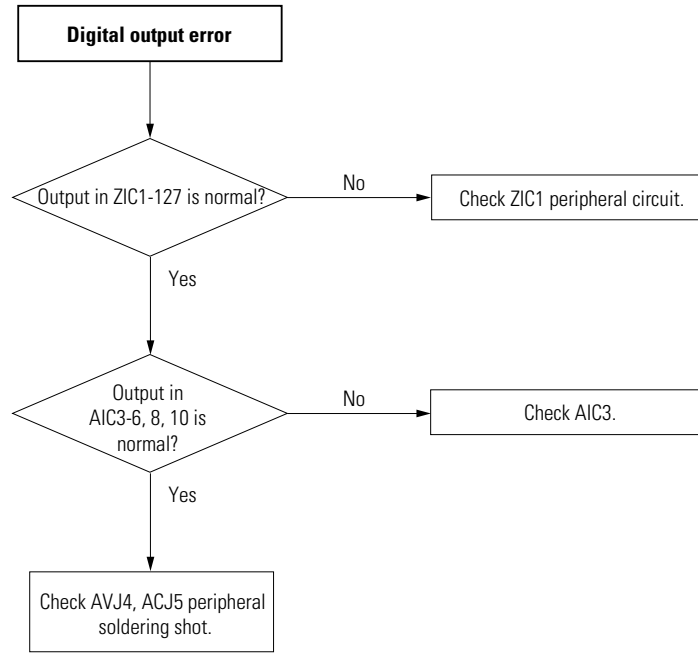 Digital output error
Output in ZIC1-127 is normal?
No
Check ZIC1 peripheral circuit.
Yes
Output in
AIC3-6, 8, 10 is
normal?
No
Check AIC3.
Yes
Check AVJ4, ACJ5 peripheral
soldering shot.